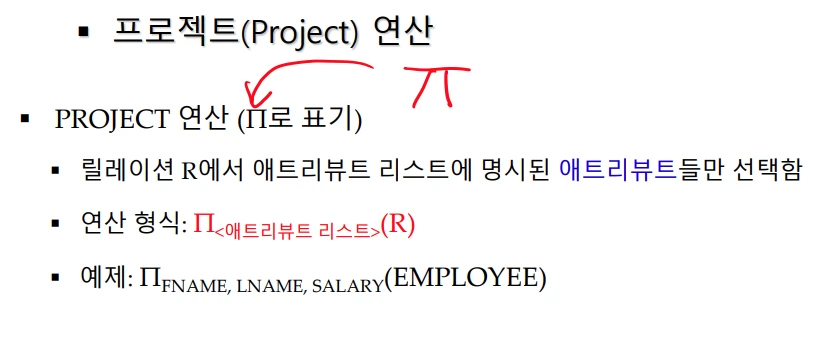 ▪ 프로젝트(Project) 연산
π
▪ PROJECT 연산 (Π로 표기)
▪ 릴레이션 R에서 애트리뷰트 리스트에 명시된 애트리뷰트들만 선택함
▪ 연산 형식: Π<애트리뷰트 리스트>(R)
▪ 예제: ΠFNAME, LNAME, SALARY(EMPLOYEE)